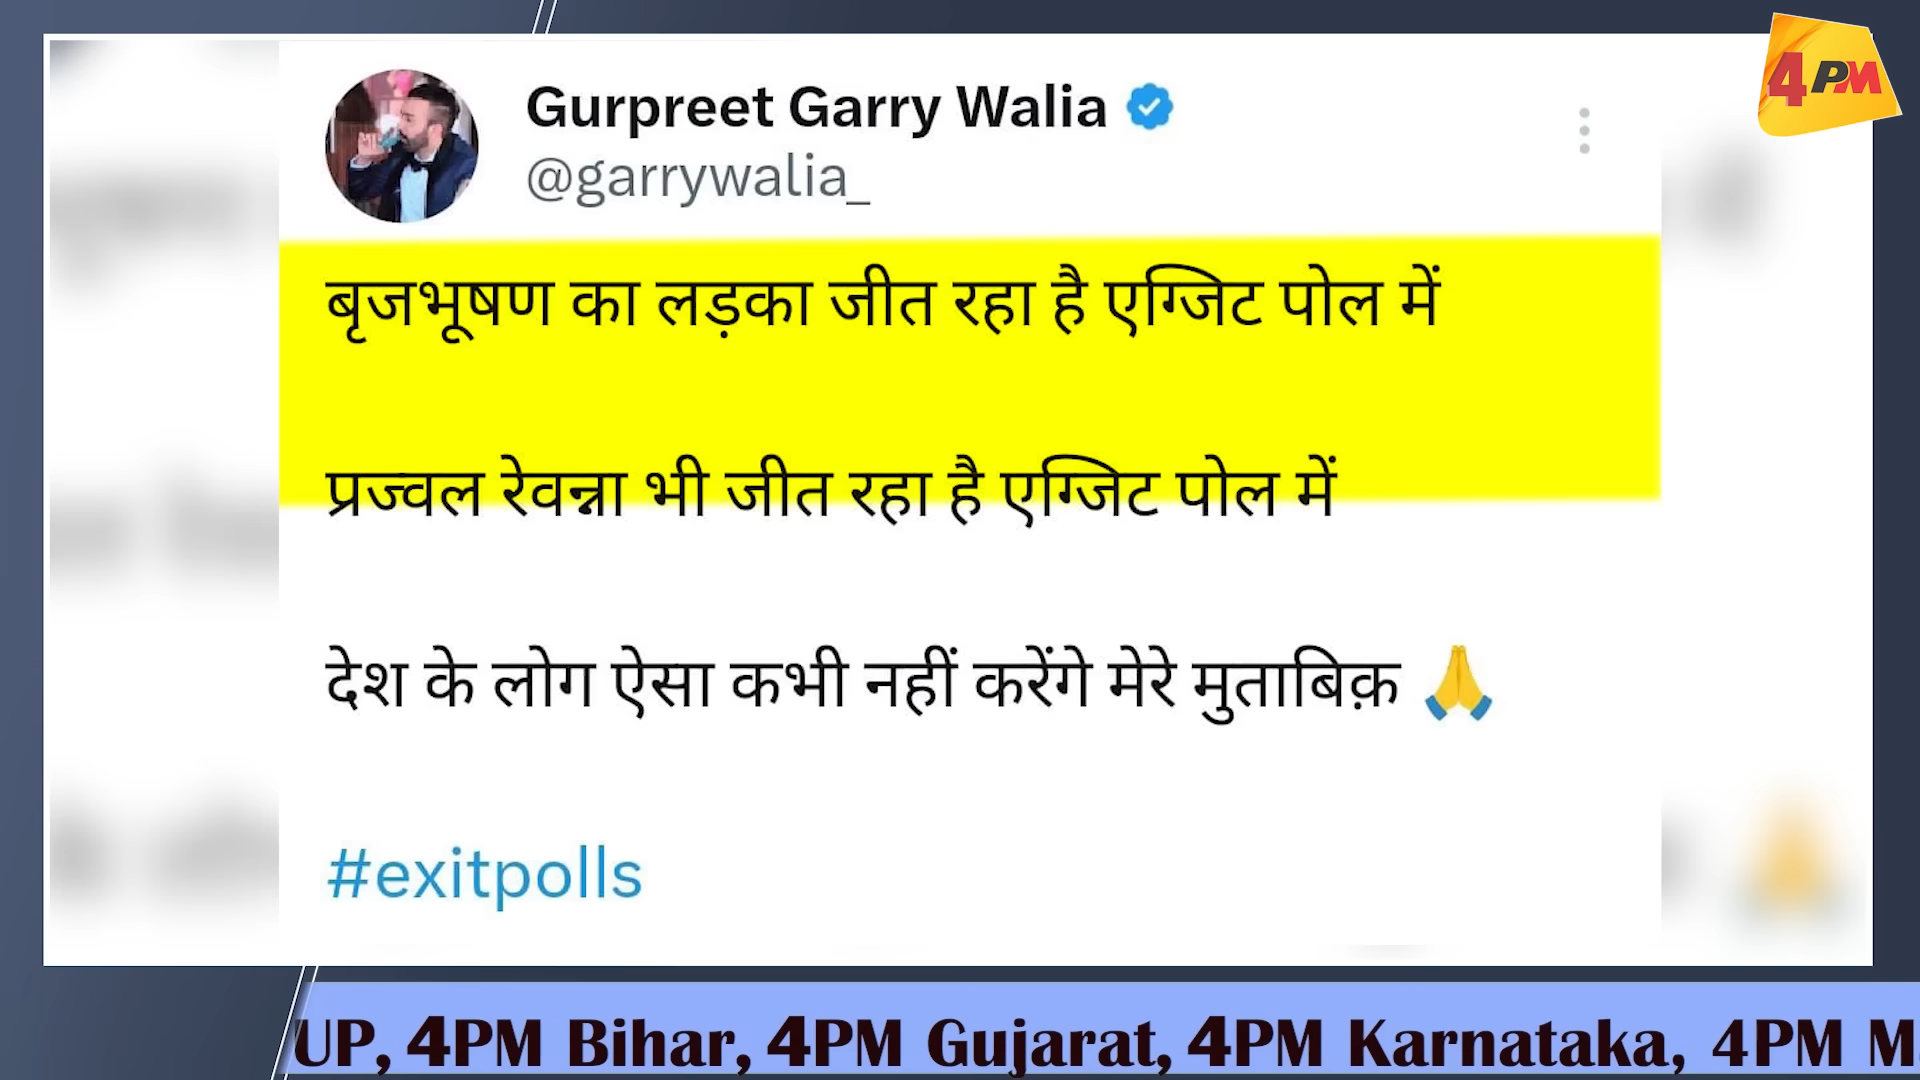 4PM
Gurpreet Garry Walia
@garrywalia_
बृजभूषण का लड़का जीत रहा है एग्जिट पोल में
प्रज्वल रेवन्ना भी जीत रहा है एग्जिट पोल में
देश के लोग ऐसा कभी नहीं करेंगे मेरे मुताबिक़ 🙏
#exitpolls
UP, 4PM Bihar, 4PM Gujarat, 4PM Karnataka, 4PM M